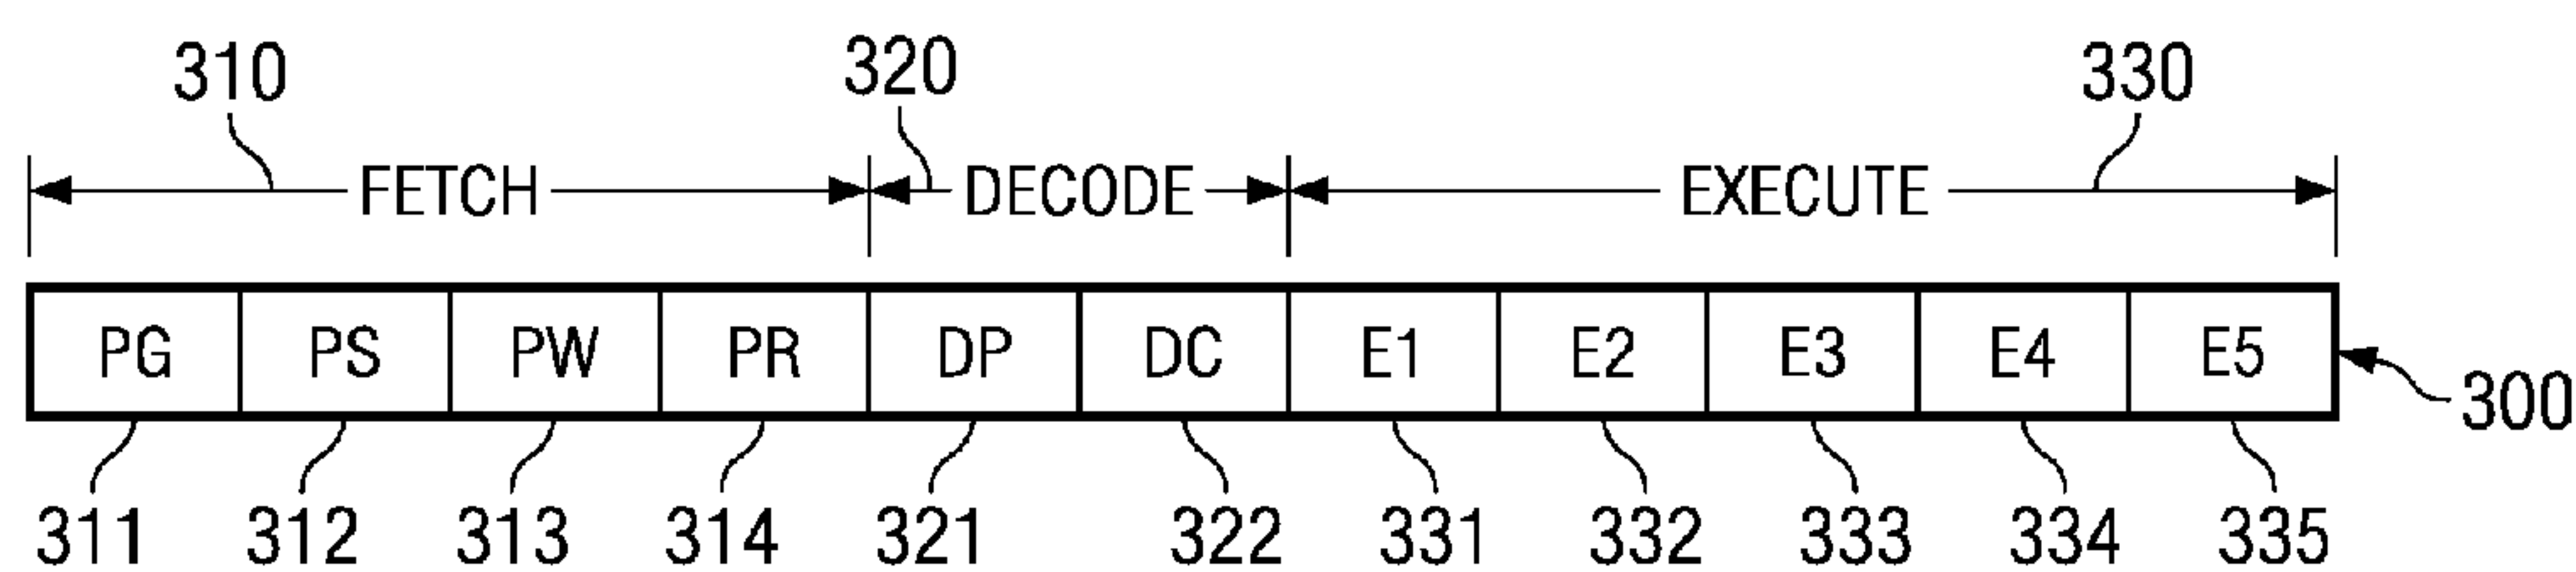 310 320 330
FETCH DECODE EXECUTE
PG PS PW PR DP DC E1 E2 E3 E4 E5
300
311 312 313 314 321 322 331 332 333 334 335